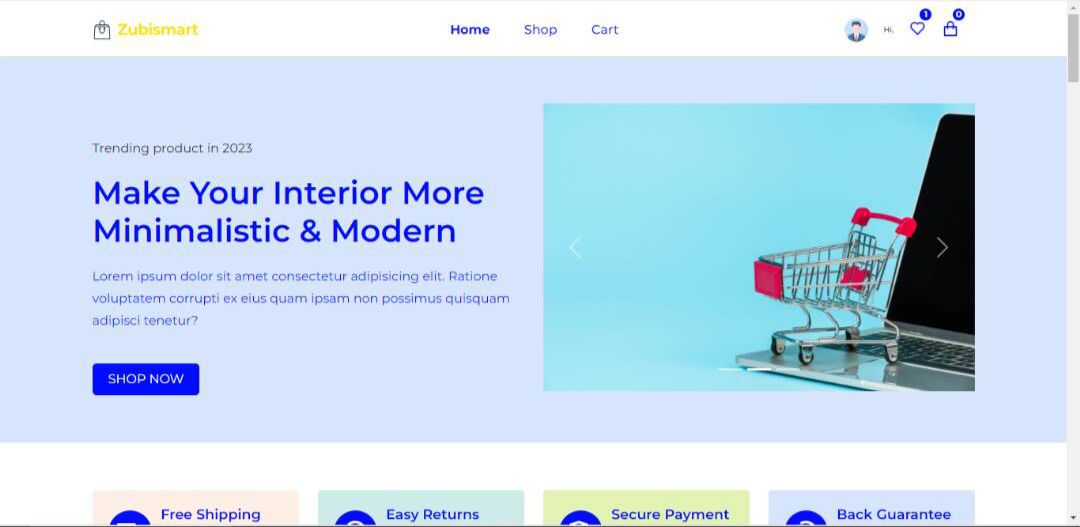 Zubismart
Home
Shop
Cart
Hi,
1
0
Trending product in 2023
Make Your Interior More
Minimalistic & Modern
Lorem ipsum dolor sit amet consectetur adipisicing elit. Ratione
voluptatem corrupti ex eius quam ipsam non possimus quisquam
adipisci tenetur?
SHOP NOW
Free Shipping
Easy Returns
Secure Payment
Back Guarantee